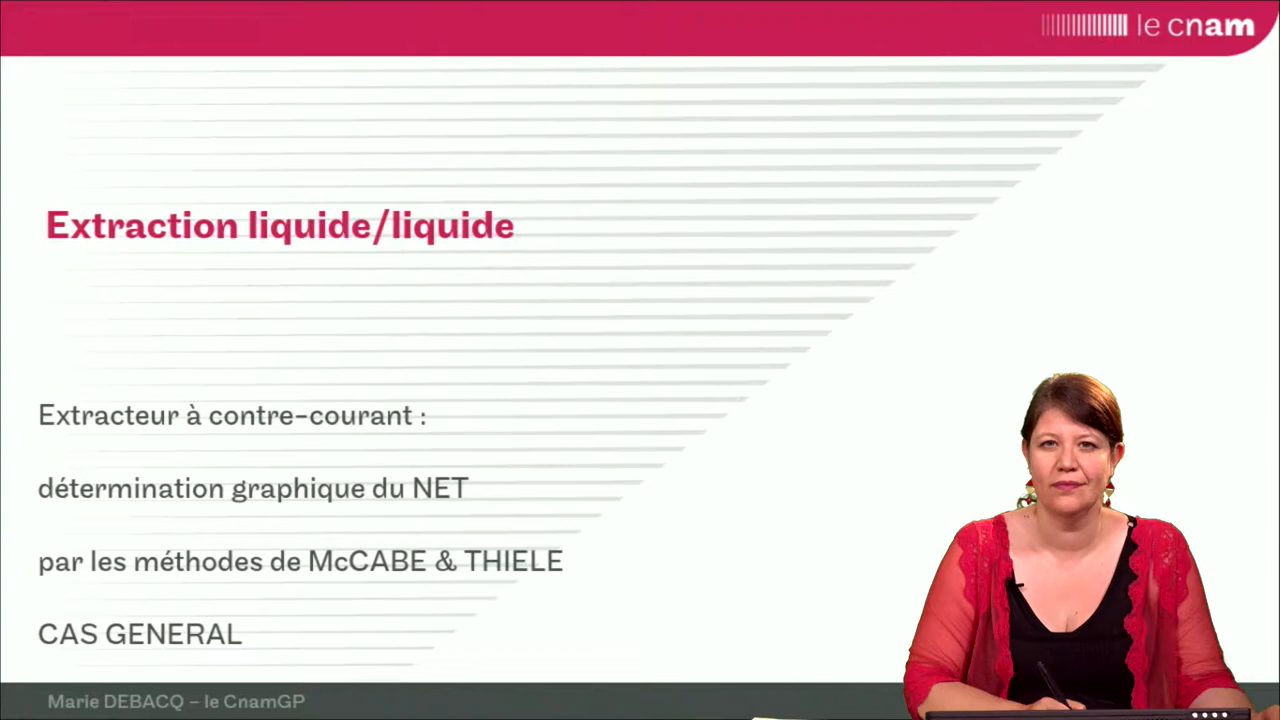 le cnam
Extraction liquide/liquide
Extracteur à contre-courant :
détermination graphique du NET
par les méthodes de McCABE & THIELE
CAS GENERAL
Marie DEBACQ – le CnamGP